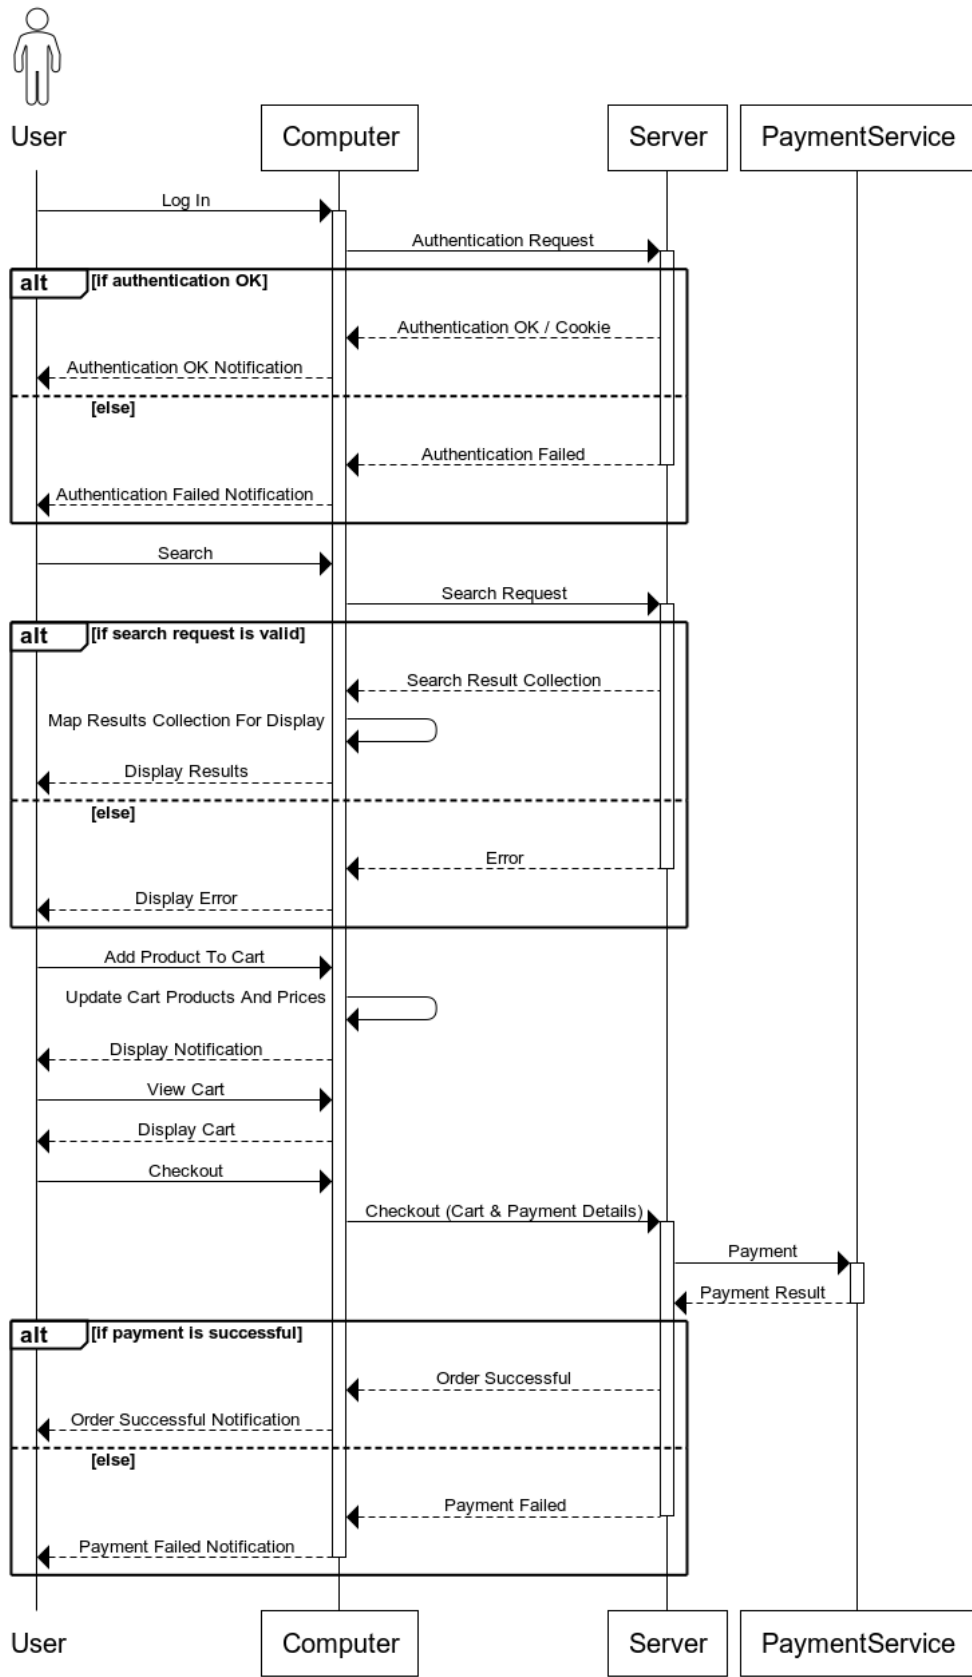 User
Computer
Server
PaymentService
Log In
Authentication Request
alt [if authentication OK]
Authentication OK / Cookie
Authentication OK Notification
[else]
Authentication Failed
Authentication Failed Notification
Search
Search Request
alt [if search request is valid]
Search Result Collection
Map Results Collection For Display
Display Results
[else]
Error
Display Error
Add Product To Cart
Update Cart Products And Prices
Display Notification
View Cart
Display Cart
Checkout
Checkout (Cart & Payment Details)
Payment
Payment Result
alt [if payment is successful]
Order Successful
Order Successful Notification
[else]
Payment Failed
Payment Failed Notification
User
Computer
Server
PaymentService